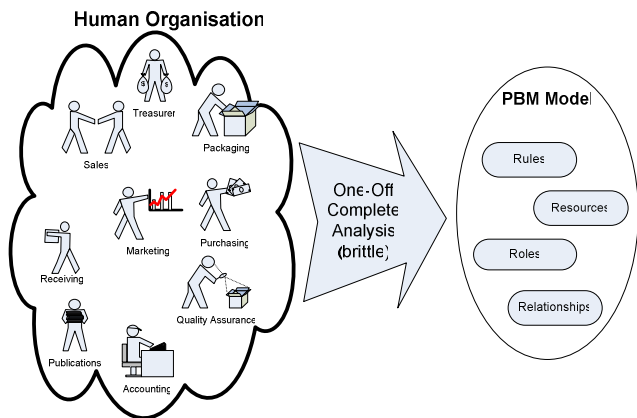 Human Organisation
Treasurer
Sales
Packaging
Marketing
Purchasing
Receiving
Quality Assurance
Publications
Accounting
One-Off
Complete
Analysis
(brittle)
PBM Model
Rules
Resources
Roles
Relationships
$ $